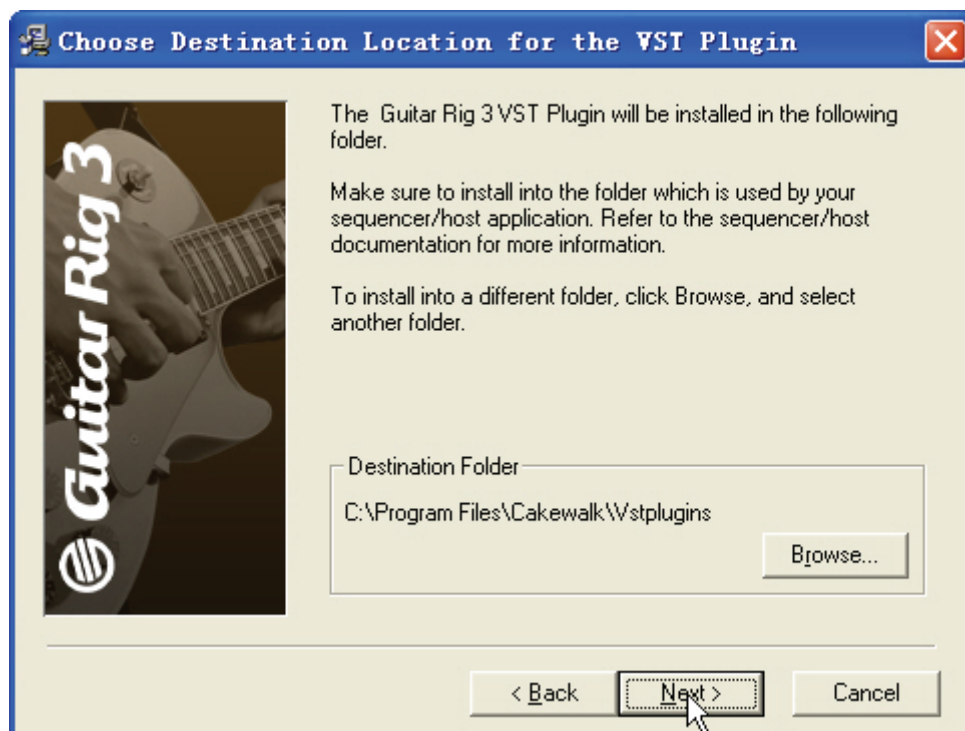 Choose Destination Location for the VST Plugin
Guitar Rig 3
The Guitar Rig 3 VST Plugin will be installed in the following
folder.
Make sure to install into the folder which is used by your
sequencer/host application. Refer to the sequencer/host
documentation for more information.
To install into a different folder, click Browse, and select
another folder.
Destination Folder
C:\Program Files\Cakewalk\Vstplugins
Browse...
< Back
Next >
Cancel